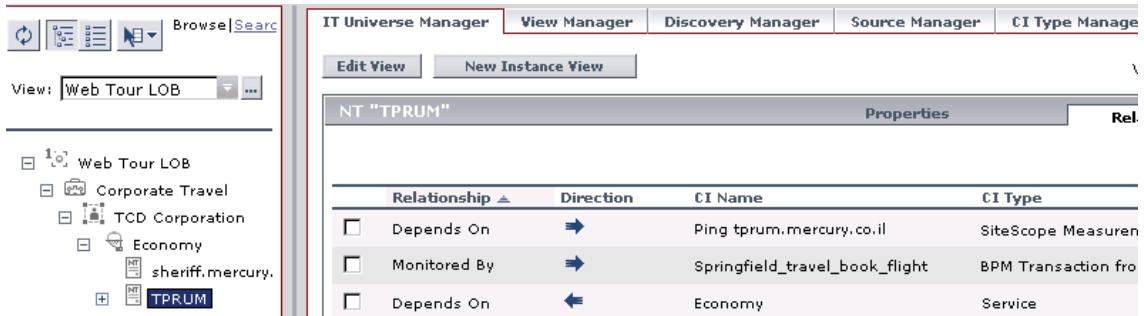 Browse|Searc
View: Web Tour LOB ...
Web Tour LOB
Corporate Travel
TCD Corporation
Economy
sheriff.mercury.
TPRUM
IT Universe Manager View Manager Discovery Manager Source Manager CI Type Manage
Edit View New Instance View
NT "TPRUM" Properties Rel
Relationship Direction CI Name CI Type
Depends On Ping tprum.mercury.co.il SiteScope Measuren
Monitored By Springfield_travel_book_flight BPM Transaction fro
Depends On Economy Service